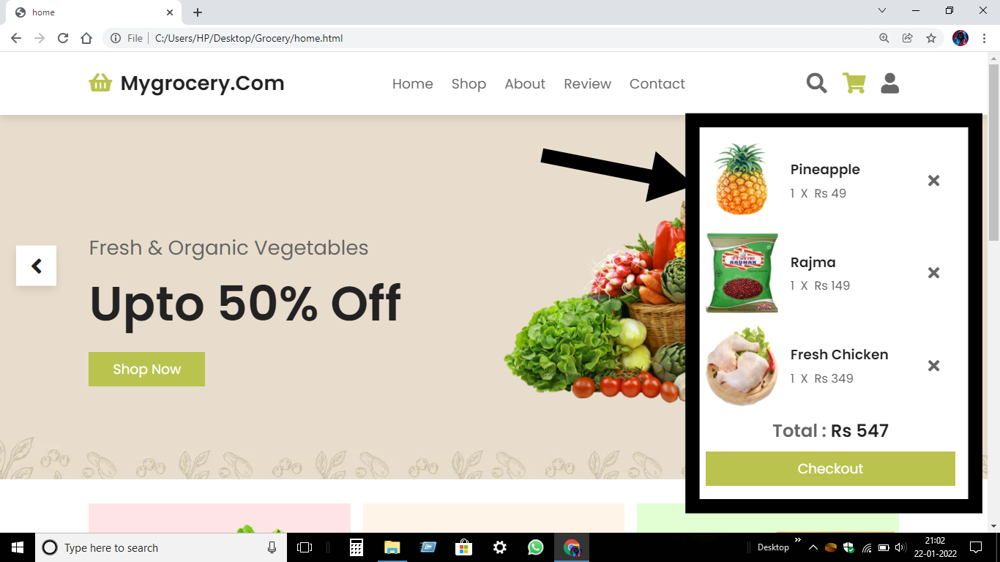 home
File
C:/Users/HP/Desktop/Grocery/home.html
Mygrocery.Com
Home Shop About Review Contact
Fresh & Organic Vegetables
Upto 50% Off
Shop Now
Pineapple
1 X Rs 49
रौनक
RAUNAK
Rajma
1 X Rs 149
Fresh Chicken
1 X Rs 349
Total : Rs 547
Checkout
Type here to search
Desktop
21:02
22-01-2022